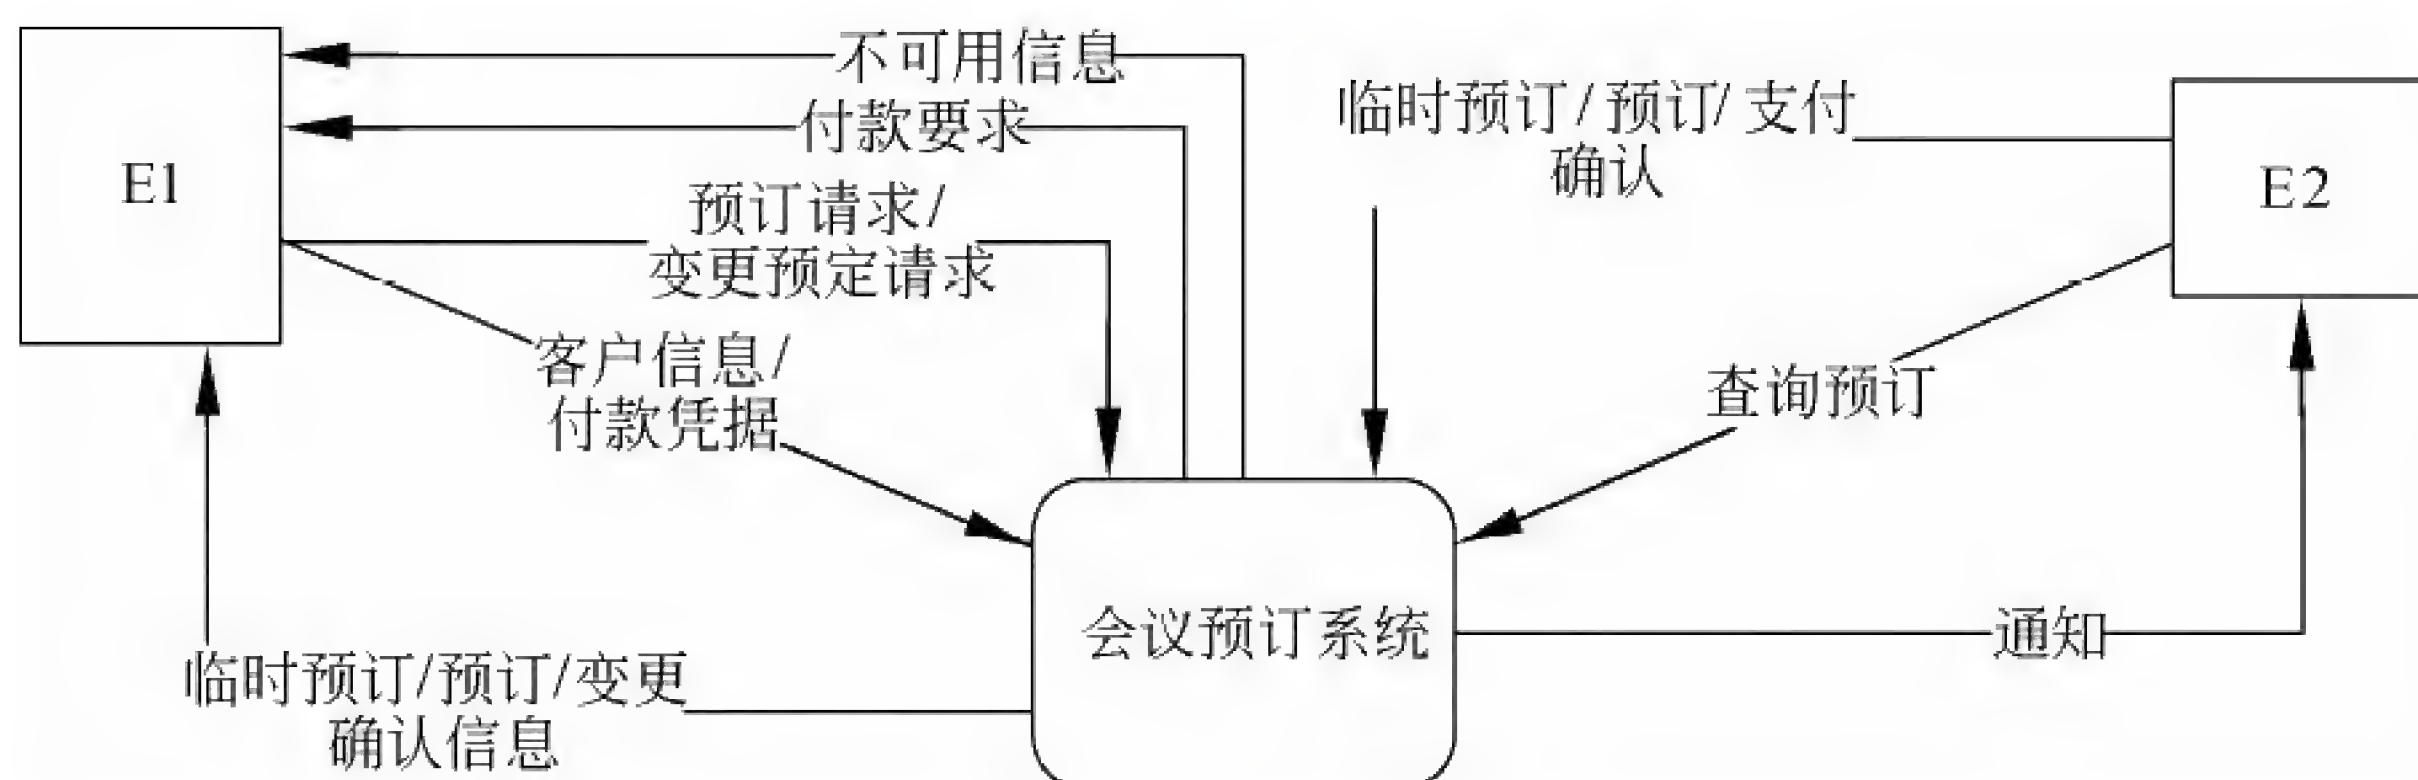 不可用信息
付款要求
E1
预订请求/
变更预定请求
客户信息/
付款凭据
临时预订/预订/变更
确认信息
临时预订/预订/支付
确认
E2
查询预订
会议预订系统
通知